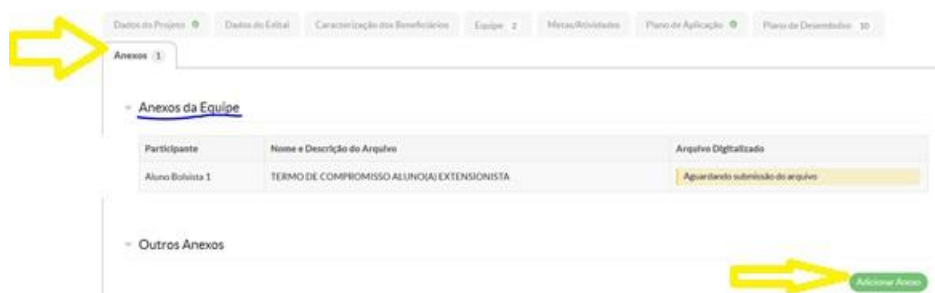 Dados do Projeto
Dados do Edital
Caracterização dos Beneficiários
Equipe 2
Metas/Atividades
Plano de Aplicação
Plano de Desembolso 10
Anexos 1
Anexos da Equipe
Participante
Nome e Descrição do Arquivo
Arquivo Digitalizado
Aluno Bolsista 1
TERMO DE COMPROMISSO ALUNO(A) EXTENSIONISTA
Aguardando submissão do arquivo
Outros Anexos
Adicionar Anexo